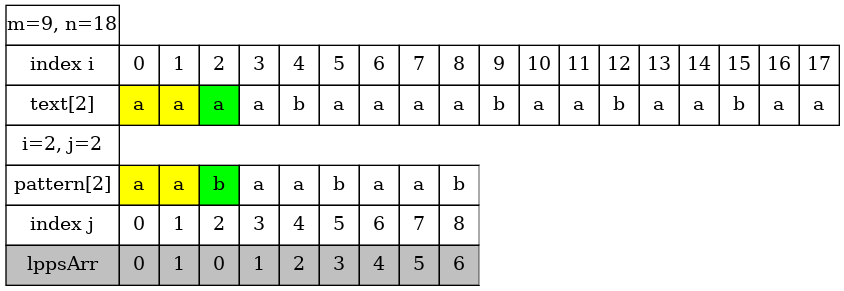 m=9, n=18
index i 0 1 2 3 4 5 6 7 8 9 10 11 12 13 14 15 16 17
text[2] a a a a b a a a a b a a b a a b a a
i=2, j=2
pattern[2] a a b a a b a a b
index j 0 1 2 3 4 5 6 7 8
lppsArr 0 1 0 1 2 3 4 5 6